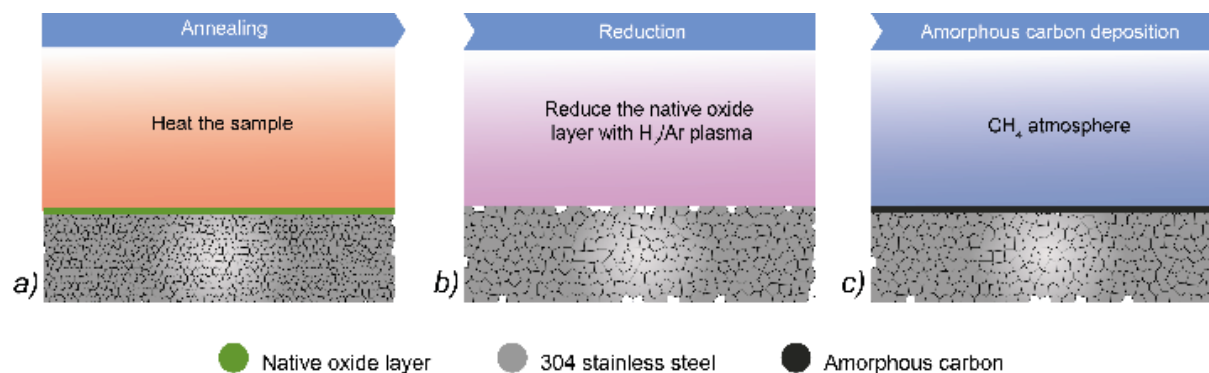 Annealing
Reduction
Amorphous carbon deposition
Heat the sample
Reduce the native oxide
layer with H₂/Ar plasma
CH₄ atmosphere
a)
b)
c)
Native oxide layer
304 stainless steel
Amorphous carbon